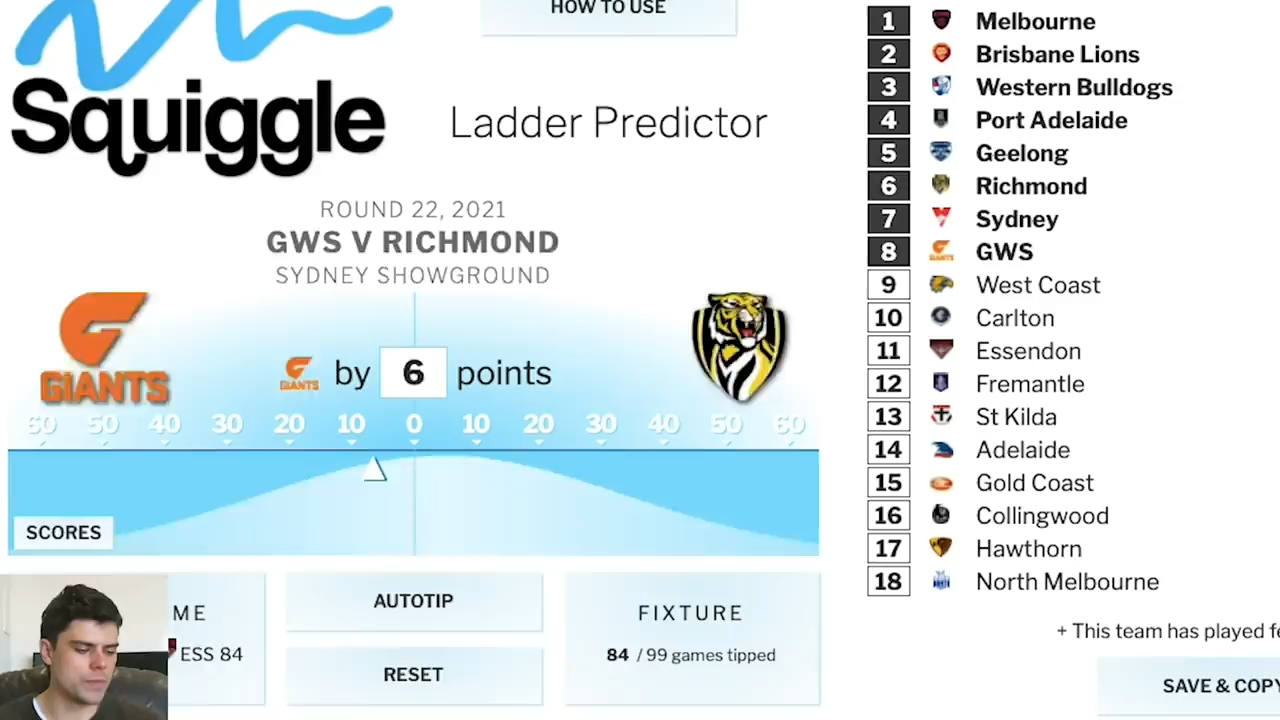 HOW TO USE
Squiggle
Ladder Predictor
ROUND 22, 2021
GWS V RICHMOND
SYDNEY SHOWGROUND
GIANTS
GIANTS by 6 points
60 50 40 30 20 10 0 10 20 30 40 50 60
SCORES
ME
ESS 84
AUTOTIP
RESET
FIXTURE
84 / 99 games tipped
1 Melbourne
2 Brisbane Lions
3 Western Bulldogs
4 Port Adelaide
5 Geelong
6 Richmond
7 Sydney
8 GWS
9 West Coast
10 Carlton
11 Essendon
12 Fremantle
13 St Kilda
14 Adelaide
15 Gold Coast
16 Collingwood
17 Hawthorn
18 North Melbourne
+ This team has played fe
SAVE & COPY